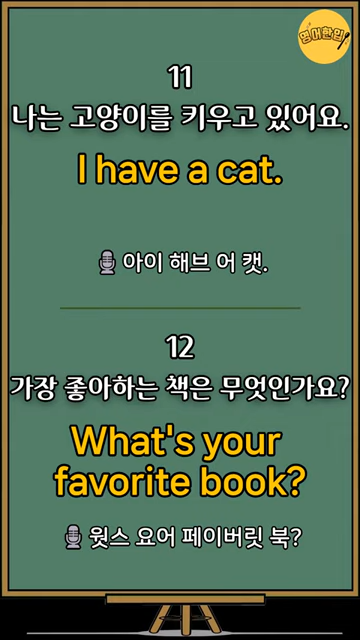 영어한입
11
나는 고양이를 키우고 있어요.
I have a cat.
아이 해브 어 캣.
12
가장 좋아하는 책은 무엇인가요?
What's your
favorite book?
웟스 요어 페이버릿 북?